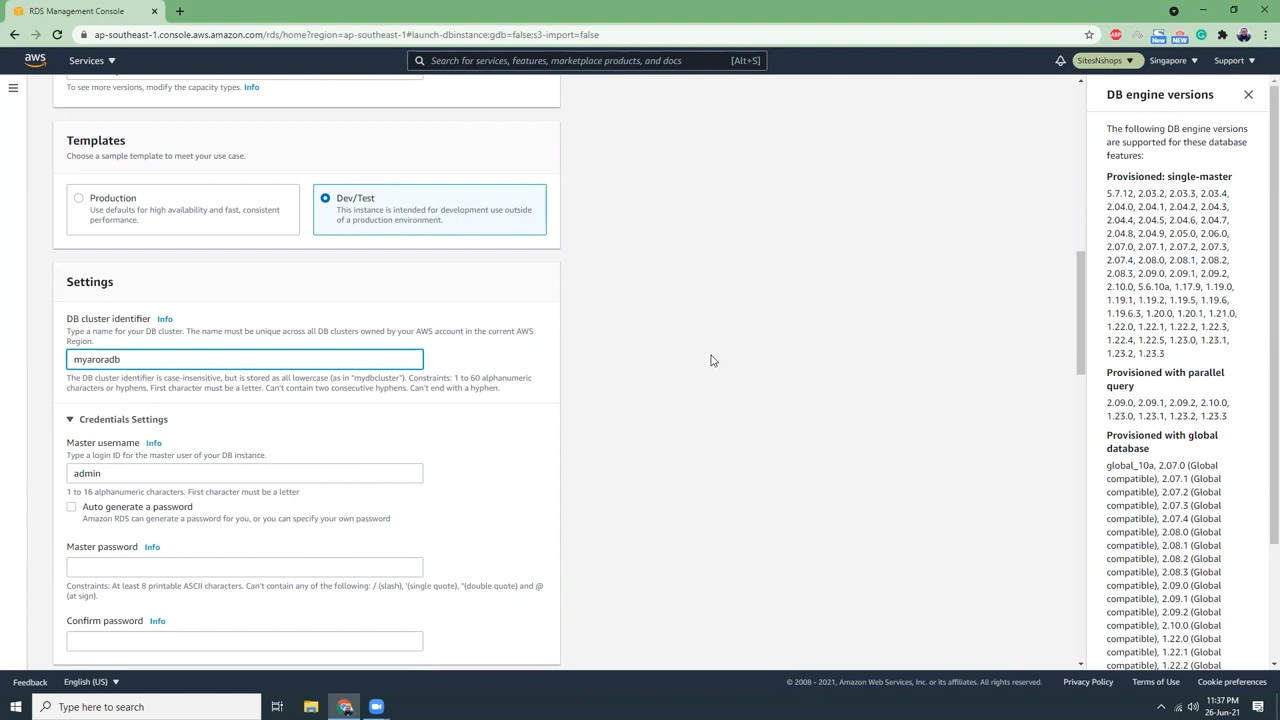 RDS Management Console
ap-southeast-1.console.aws.amazon.com/rds/home?region=ap-southeast-1#launch-dbinstance:gdb=false;s3-import=false
aws
Services
Search for services, features, marketplace products, and docs
[Alt+S]
SitesNshops
Singapore
Support
To see more versions, modify the capacity types. Info
Templates
Choose a sample template to meet your use case.
Production
Use defaults for high availability and fast, consistent
performance.
Dev/Test
This instance is intended for development use outside
of a production environment.
Settings
DB cluster identifier Info
Type a name for your DB cluster. The name must be unique across all DB clusters owned by your AWS account in the current AWS
Region.
myaroradb
The DB cluster identifier is case-insensitive, but is stored as all lowercase (as in "mydbcluster"). Constraints: 1 to 60 alphanumeric
characters or hyphens. First character must be a letter. Can't contain two consecutive hyphens. Can't end with a hyphen.
Credentials Settings
Master username Info
Type a login ID for the master user of your DB instance.
admin
1 to 16 alphanumeric characters. First character must be a letter
Auto generate a password
Amazon RDS can generate a password for you, or you can specify your own password
Master password Info
Constraints: At least 8 printable ASCII characters. Can't contain any of the following: / (slash), '(single quote), "(double quote) and @
(at sign).
Confirm password Info
DB engine versions
The following DB engine versions
are supported for these database
features:
Provisioned: single-master
5.7.12, 2.03.2, 2.03.3, 2.03.4,
2.04.0, 2.04.1, 2.04.2, 2.04.3,
2.04.4, 2.04.5, 2.04.6, 2.04.7,
2.04.8, 2.04.9, 2.05.0, 2.06.0,
2.07.0, 2.07.1, 2.07.2, 2.07.3,
2.07.4, 2.08.0, 2.08.1, 2.08.2,
2.08.3, 2.09.0, 2.09.1, 2.09.2,
2.10.0, 5.6.10a, 1.17.9, 1.19.0,
1.19.1, 1.19.2, 1.19.5, 1.19.6,
1.19.6.3, 1.20.0, 1.20.1, 1.21.0,
1.22.0, 1.22.1, 1.22.2, 1.22.3,
1.22.4, 1.22.5, 1.23.0, 1.23.1,
1.23.2, 1.23.3
Provisioned with parallel
query
2.09.0, 2.09.1, 2.09.2, 2.10.0,
1.23.0, 1.23.1, 1.23.2, 1.23.3
Provisioned with global
database
global_10a, 2.07.0 (Global
compatible), 2.07.1 (Global
compatible), 2.07.2 (Global
compatible), 2.07.3 (Global
compatible), 2.07.4 (Global
compatible), 2.08.0 (Global
compatible), 2.08.1 (Global
compatible), 2.08.2 (Global
compatible), 2.08.3 (Global
compatible), 2.09.0 (Global
compatible), 2.09.1 (Global
compatible), 2.09.2 (Global
compatible), 2.10.0 (Global
compatible), 1.22.0 (Global
compatible), 1.22.1 (Global
compatible), 1.22.2 (Global
Feedback
English (US)
© 2008 - 2021, Amazon Web Services, Inc. or its affiliates. All rights reserved.
Privacy Policy
Terms of Use
Cookie preferences
Type here to search
11:37 PM
26-Jun-21